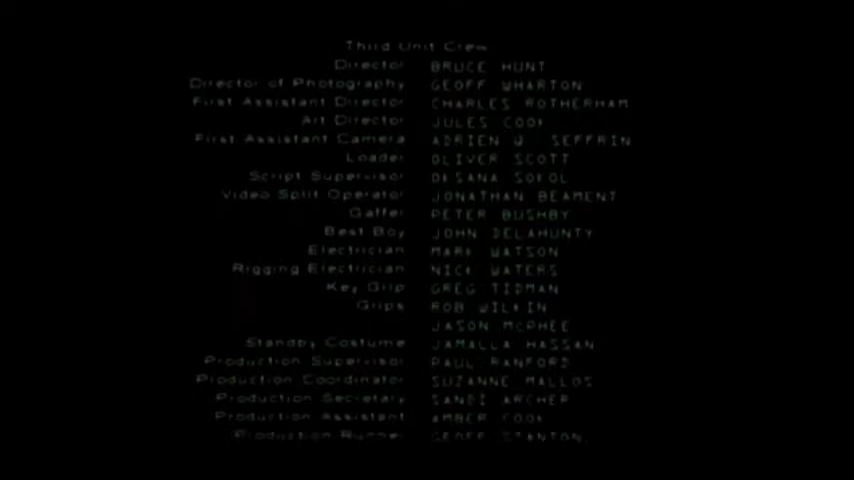 Third Unit Crew
Director BRUCE HUNT
Director of Photography GEOFF WHARTON
First Assistant Director CHARLES ROTHERHAM
Art Director JULES COOK
First Assistant Camera ADRIEN Q. SEFFRIN
Loader OLIVER SCOTT
Script Supervisor OKSANA SOKOL
Video Split Operator JONATHAN BEAMENT
Gaffer PETER BUSHBY
Best Boy JOHN DELAHUNTY
Electrician MARK WATSON
Rigging Electrician NICK WATERS
Key Grip GREG TIDMAN
Grips ROB WILKIN
JASON MCPHEE
Standby Costume JAMALLA HASSAN
Production Supervisor PAUL RANFORD
Production Coordinator SUZANNE MALLOS
Production Secretary SANDI ARCHER
Production Assistant AMBER COOK
Production Runner GEOFF STANTON